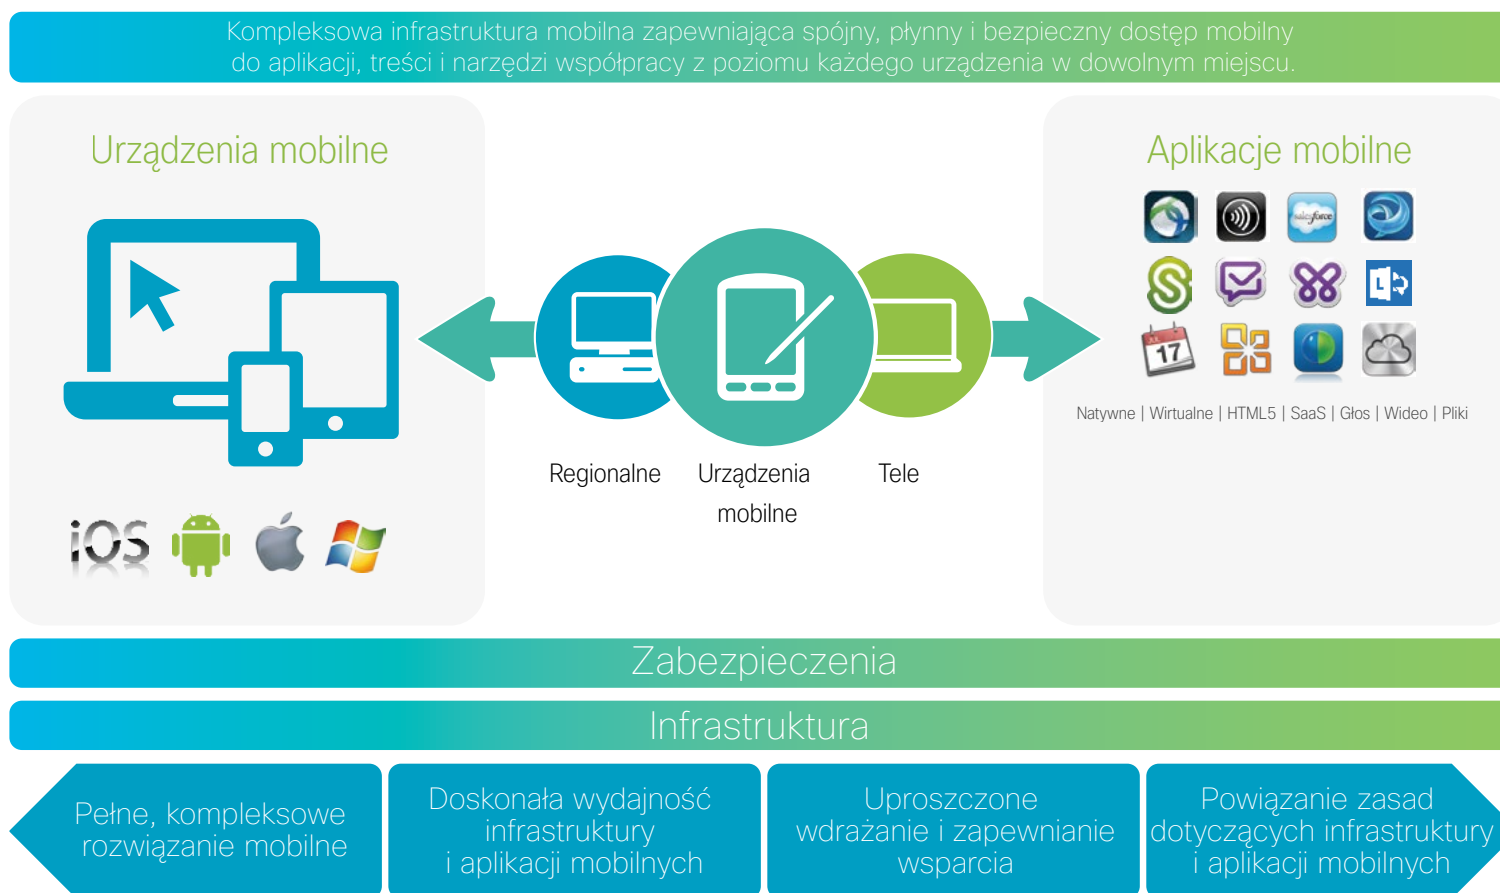 Kompleksowa infrastruktura mobilna zapewniająca spójny, płynny i bezpieczny dostęp mobilny
do aplikacji, treści i narzędzi współpracy z poziomu każdego urządzenia w dowolnym miejscu.
Urządzenia mobilne
iOS
Regionalne
Urządzenia
mobilne
Tele
Aplikacje mobilne
salesforce
L
17
Natywne | Wirtualne | HTML5 | SaaS | Głos | Wideo | Pliki
Zabezpieczenia
Infrastruktura
Pełne, kompleksowe
rozwiązanie mobilne
Doskonała wydajność
infrastruktury
i aplikacji mobilnych
Uproszczone
wdrażanie i zapewnianie
wsparcia
Powiązanie zasad
dotyczących infrastruktury
i aplikacji mobilnych